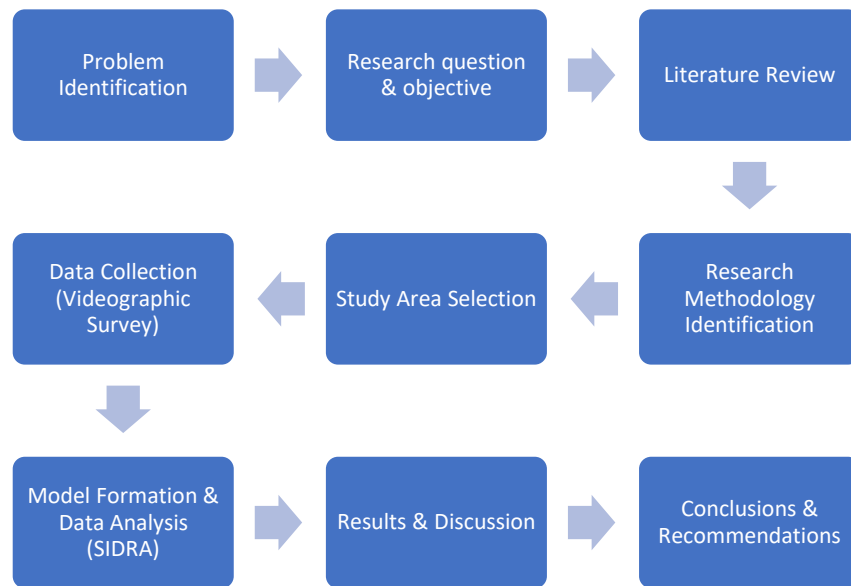 Problem
Identification
Research question
& objective
Literature Review
Research
Methodology
Identification
Study Area Selection
Data Collection
(Videographic
Survey)
Model Formation &
Data Analysis
(SIDRA)
Results & Discussion
Conclusions &
Recommendations